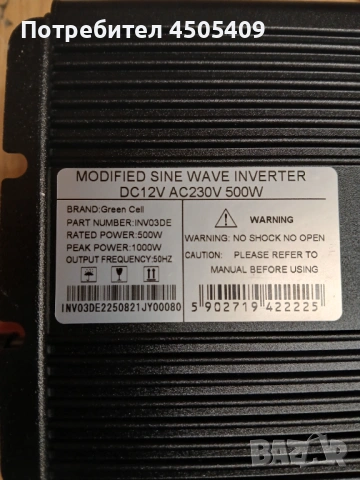 Потребител 4505409
MODIFIED SINE WAVE INVERTER
DC12V AC230V 500W
BRAND:Green Cell
PART NUMBER:INV03DE
RATED POWER:500W
PEAK POWER:1000W
OUTPUT FREQUENCY:50HZ
WARNING
WARNING: NO SHOCK NO OPEN
CAUTION: PLEASE REFER TO
MANUAL BEFORE USING
INV03DE2250821JY00080
5 902719 422225
BAZAR